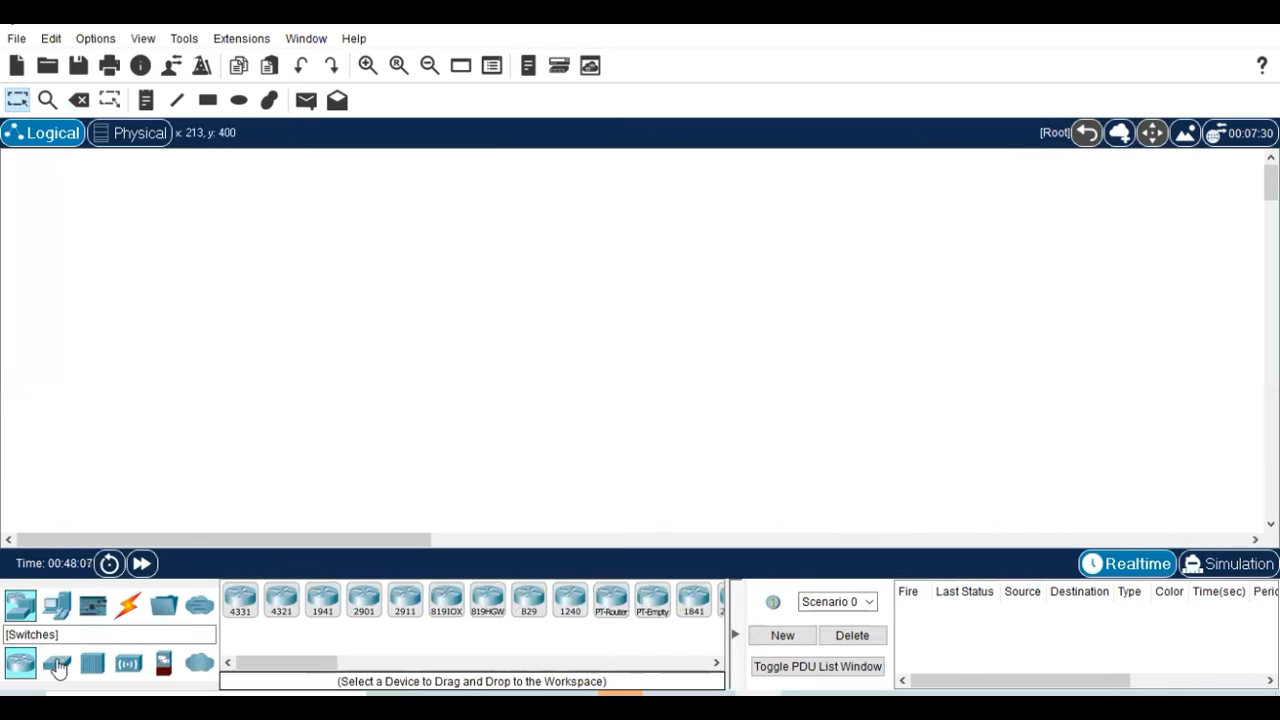 File Edit Options View Tools Extensions Window Help
?
Logical Physical x: 213, y: 400 [Root] 00:07:30
Time: 00:48:07 Realtime Simulation
4331 4321 1941 2901 2911 819IOX 819HGW 829 1240 PT-Router PT-Empty 1841
[Switches]
(Select a Device to Drag and Drop to the Workspace)
Scenario 0
New Delete
Toggle PDU List Window
Fire Last Status Source Destination Type Color Time(sec) Peric